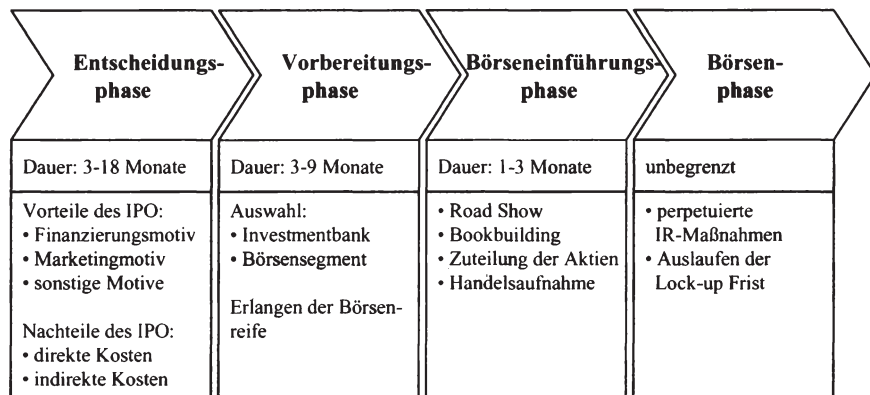 Entscheidungs-
phase
Vorbereitungs-
phase
Börseneinführungs-
phase
Börsen-
phase
Dauer: 3-18 Monate
Dauer: 3-9 Monate
Dauer: 1-3 Monate
unbegrenzt
Vorteile des IPO:
• Finanzierungsmotiv
• Marketingmotiv
• sonstige Motive
Nachteile des IPO:
• direkte Kosten
• indirekte Kosten
Auswahl:
• Investmentbank
• Börsensegment
Erlangen der Börsen-
reife
• Road Show
• Bookbuilding
• Zuteilung der Aktien
• Handelsaufnahme
• perpetuierte
IR-Maßnahmen
• Auslaufen der
Lock-up Frist